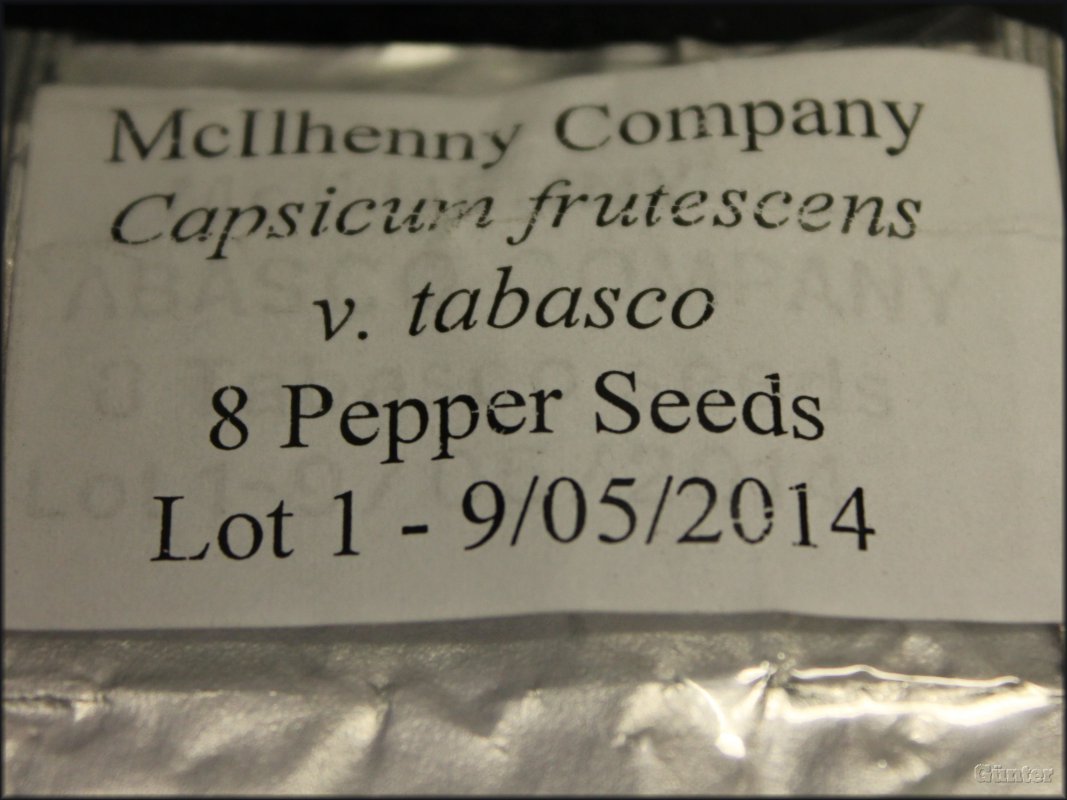 McIlhenny Company
Capsicum frutescens
v. tabasco
8 Pepper Seeds
Lot 1 - 9/05/2014
Günter